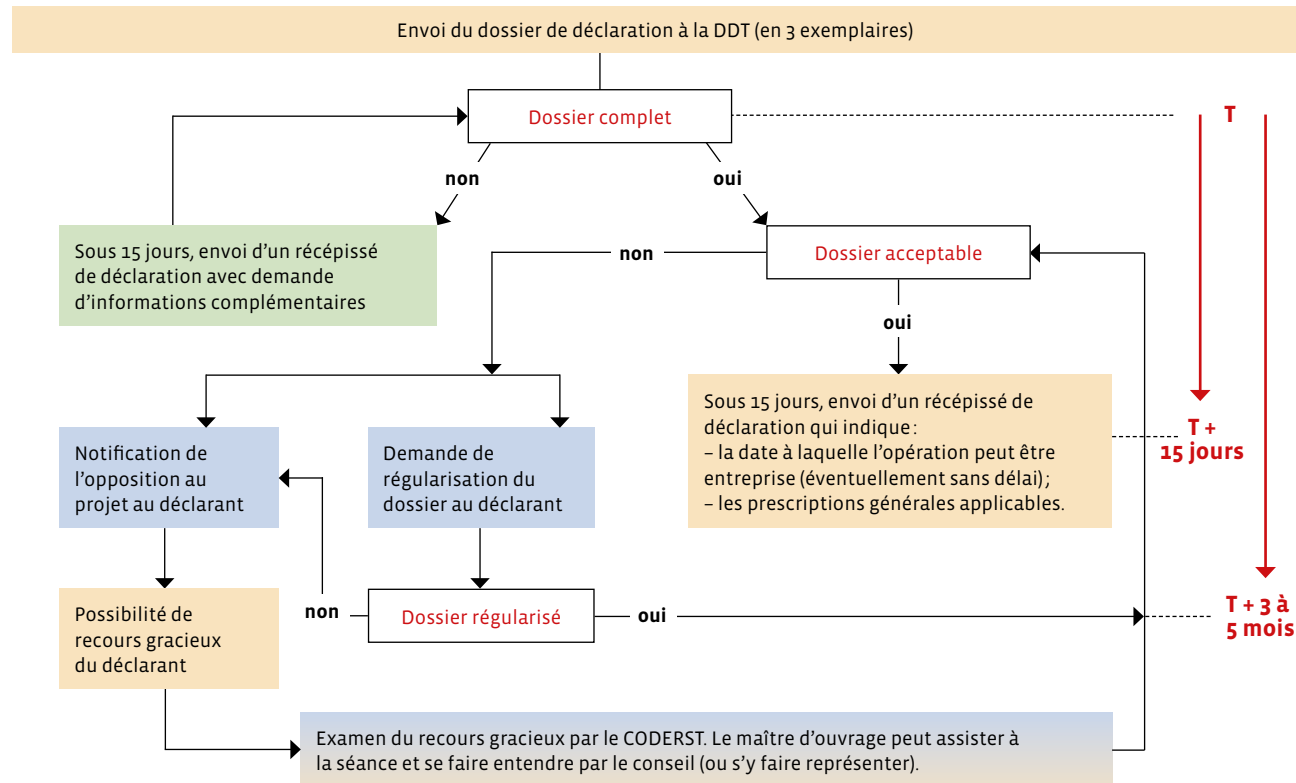 Envoi du dossier de déclaration à la DDT (en 3 exemplaires)
Dossier complet
T
non
oui
Sous 15 jours, envoi d'un récépissé
de déclaration avec demande
d'informations complémentaires
non
Dossier acceptable
oui
Sous 15 jours, envoi d'un récépissé de
déclaration qui indique :
– la date à laquelle l'opération peut être
entreprise (éventuellement sans délai) ;
– les prescriptions générales applicables.
T +
15 jours
Notification de
l'opposition au
projet au déclarant
Demande de
régularisation du
dossier au déclarant
Possibilité de
recours gracieux
du déclarant
non
Dossier régularisé
oui
T + 3 à
5 mois
Examen du recours gracieux par le CODERST. Le maître d'ouvrage peut assister à
la séance et se faire entendre par le conseil (ou s'y faire représenter).